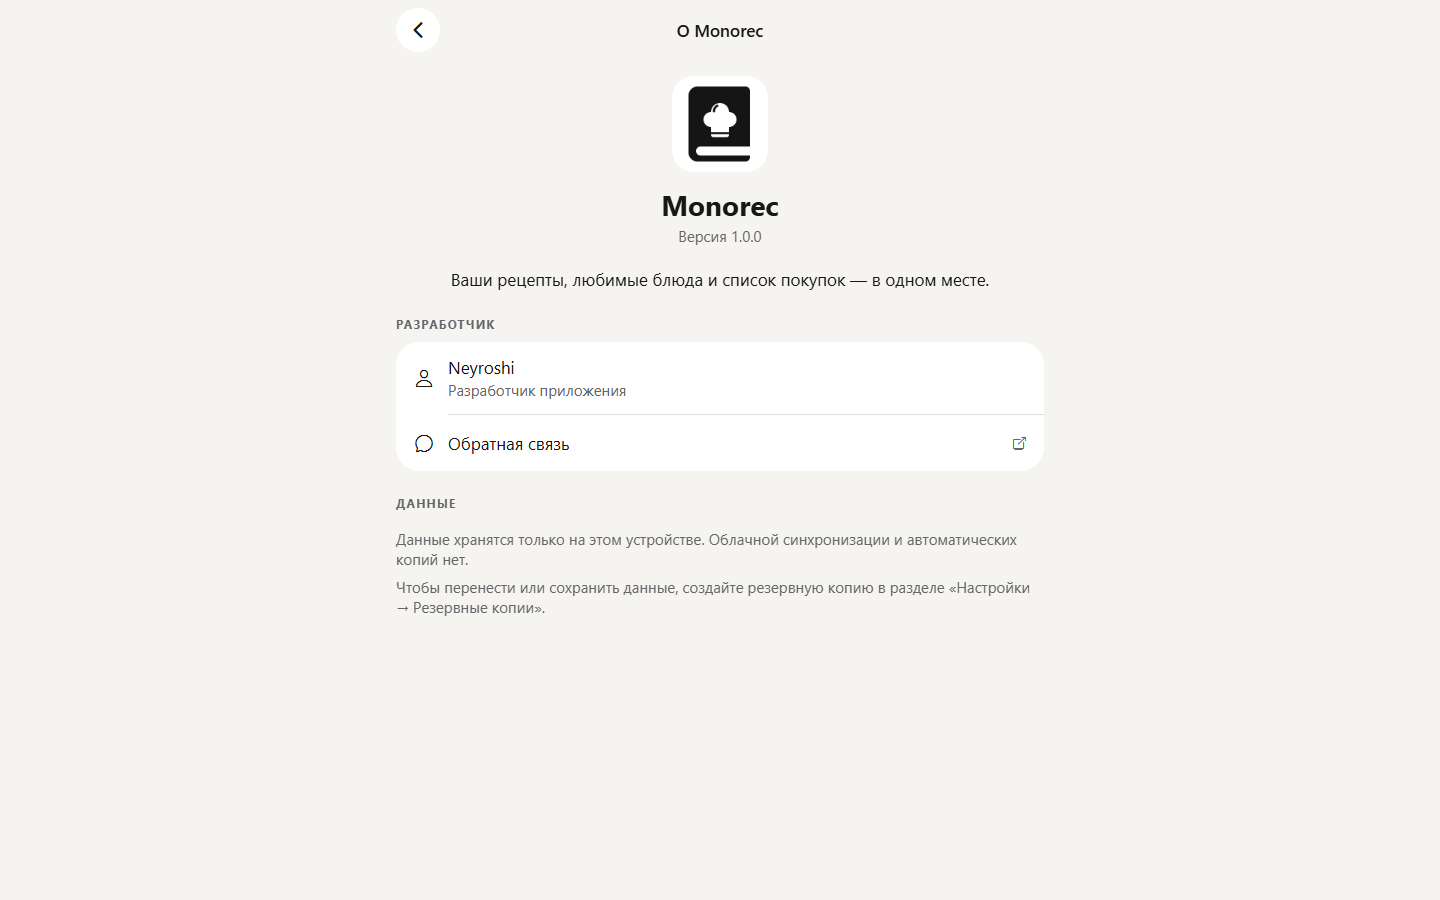 О Monorec
Monorec
Версия 1.0.0
Ваши рецепты, любимые блюда и список покупок — в одном месте.
РАЗРАБОТЧИК
Neyroshi
Разработчик приложения
Обратная связь
ДАННЫЕ
Данные хранятся только на этом устройстве. Облачной синхронизации и автоматических
копий нет.
Чтобы перенести или сохранить данные, создайте резервную копию в разделе «Настройки
→ Резервные копии».